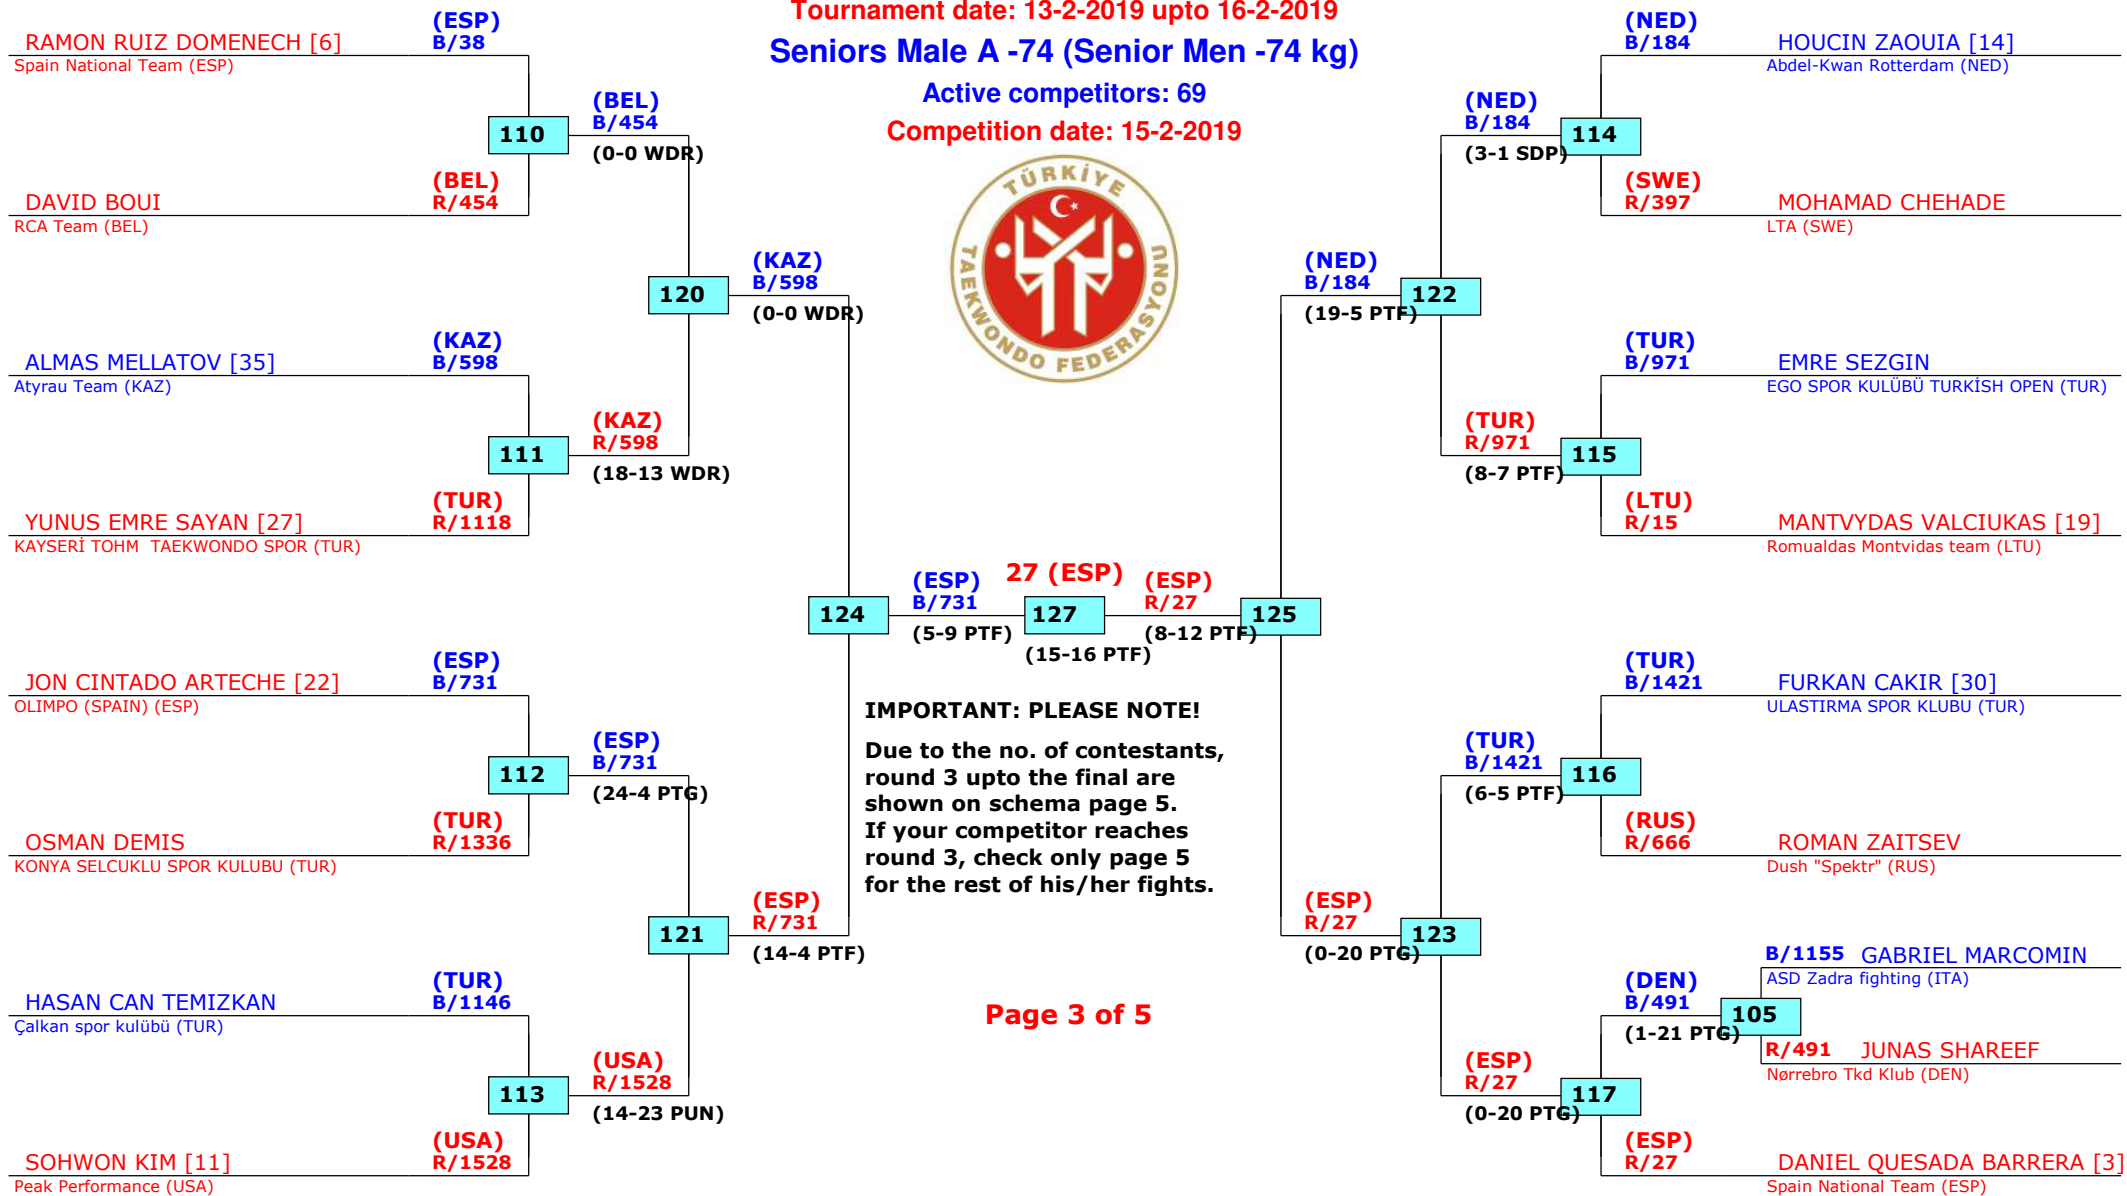 Tournament date: 13-2-2019 upto 16-2-2019
Seniors Male A -74 (Senior Men -74 kg)
Active competitors: 69
Competition date: 15-2-2019
TÜRKİYE
TAEKWONDO FEDERASYONU
RAMON RUIZ DOMENECH [6]
Spain National Team (ESP)
(ESP)
B/38
110
(BEL)
B/454
(0-0 WDR)
DAVID BOUI
RCA Team (BEL)
(BEL)
R/454
120
(KAZ)
B/598
(0-0 WDR)
ALMAS MELLATOV [35]
Atyrau Team (KAZ)
(KAZ)
B/598
111
(KAZ)
R/598
(18-13 WDR)
YUNUS EMRE SAYAN [27]
KAYSERİ TOHM  TAEKWONDO SPOR (TUR)
(TUR)
R/1118
124
(ESP)
B/731
(5-9 PTF)
27 (ESP)
127
(15-16 PTF)
(ESP)
R/27
(8-12 PTF)
125
JON CINTADO ARTECHE [22]
OLIMPO (SPAIN) (ESP)
(ESP)
B/731
112
(ESP)
B/731
(24-4 PTG)
OSMAN DEMIS
KONYA SELCUKLU SPOR KULUBU (TUR)
(TUR)
R/1336
121
(ESP)
R/731
(14-4 PTF)
HASAN CAN TEMIZKAN
Çalkan spor kulübü (TUR)
(TUR)
B/1146
113
(USA)
R/1528
(14-23 PUN)
SOHWON KIM [11]
Peak Performance (USA)
(USA)
R/1528
IMPORTANT: PLEASE NOTE!
Due to the no. of contestants,
round 3 upto the final are
shown on schema page 5.
If your competitor reaches
round 3, check only page 5
for the rest of his/her fights.
Page 3 of 5
(NED)
B/184
HOUCIN ZAOUIA [14]
Abdel-Kwan Rotterdam (NED)
(NED)
B/184
(3-1 SDP)
114
(SWE)
R/397
MOHAMAD CHEHADE
LTA (SWE)
(NED)
B/184
(19-5 PTF)
122
(TUR)
B/971
EMRE SEZGIN
EGO SPOR KULÜBÜ TURKİSH OPEN (TUR)
(TUR)
R/971
(8-7 PTF)
115
(LTU)
R/15
MANTVYDAS VALCIUKAS [19]
Romualdas Montvidas team (LTU)
(TUR)
B/1421
FURKAN CAKIR [30]
ULASTIRMA SPOR KLUBU (TUR)
(TUR)
B/1421
(6-5 PTF)
116
(RUS)
R/666
ROMAN ZAITSEV
Dush "Spektr" (RUS)
(ESP)
R/27
(0-20 PTG)
123
B/1155 GABRIEL MARCOMIN
ASD Zadra fighting (ITA)
(DEN)
B/491
(1-21 PTG)
105
R/491 JUNAS SHAREEF
Nørrebro Tkd Klub (DEN)
(ESP)
R/27
(0-20 PTG)
117
(ESP)
R/27
DANIEL QUESADA BARRERA [3]
Spain National Team (ESP)